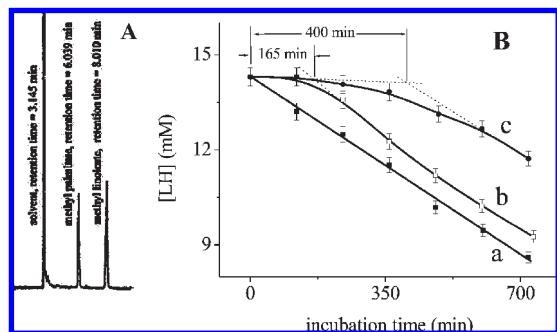 A
solvent, retention time = 3.145 min
methyl palmitate, retention time = 6.039 min
methyl linoleate, retention time = 8.010 min
B
400 min
165 min
15
12
9
[LH] (mM)
c
b
a
0
350
700
incubation time (min)